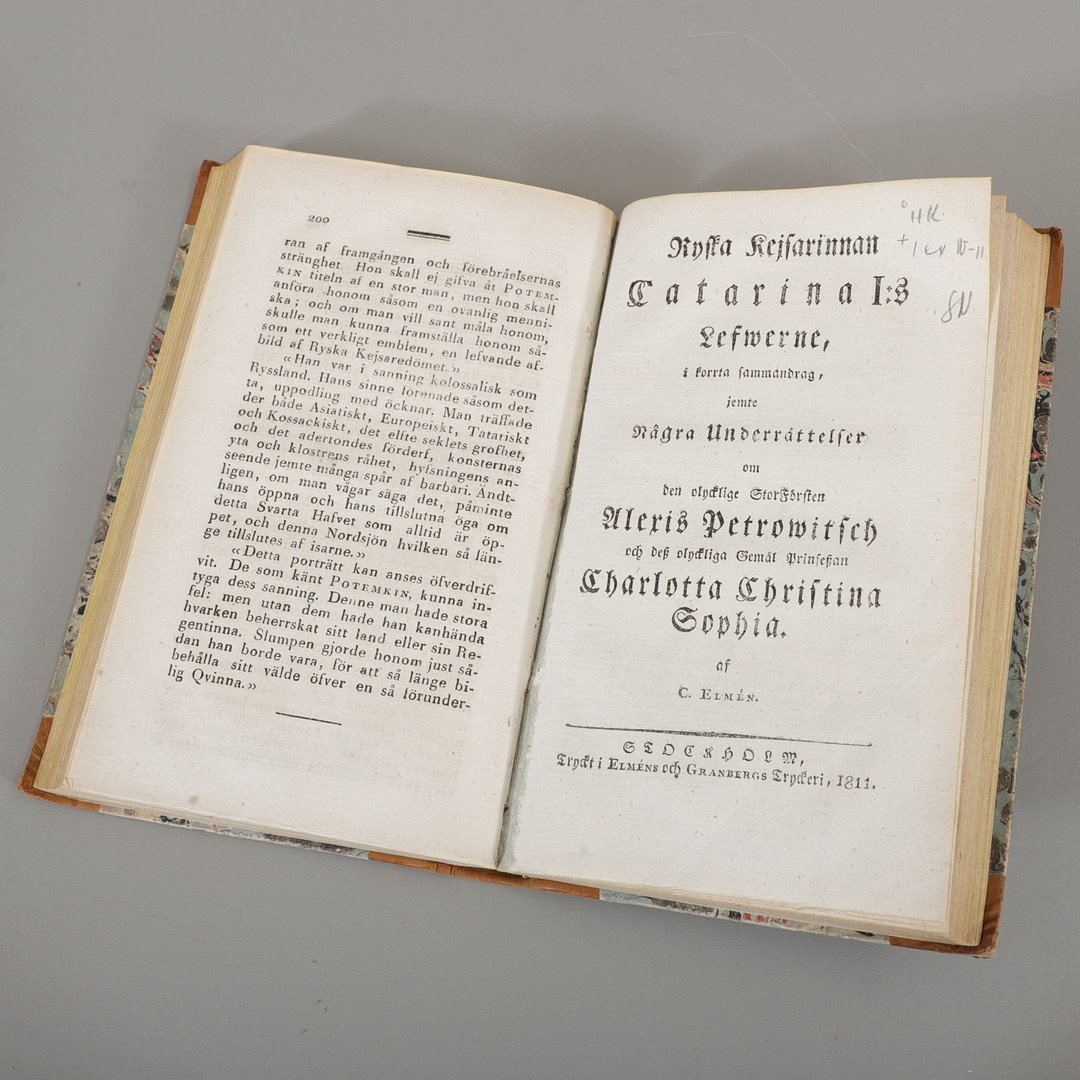 200
ran af framgången och förebråelsernas
stränghet. Hon skall ej gifva åt POTEM-
KIN titeln af en stor man, men hon skall
anföra honom såsom en ovanlig menni-
ska; och om man vill sant måla honom,
skulle man kunna framställa honom så-
som ett verkligt emblem, en lefvande af-
bild af Ryska Kejsaredömet.»
«Han var i sanning kolossalisk som
Ryssland. Hans sinne förenade såsom det-
ta, uppodling med öcknar. Man träffade
der både Asiatiskt, Europeiskt, Tatariskt
och Kossackiskt, det elfte seklets grofhet,
och det adertondes förderf, konsternas
yta och klostrens råhet, hyfsningens an-
seende jemte många spår af barbari. Ändt-
ligen, om man vågar säga det, påminte
hans öppna och hans tillslutna öga om
detta Svarta Hafvet som alltid är öp-
pet, och denna Nordsjön hvilken så län-
ge tillslutes af isarne.»
«Detta porträtt kan anses öfverdrif-
vit. De som känt POTEMKIN, kunna in-
tyga dess sanning. Denne man hade stora
fel: men utan dem hade han kanhända
hvarken beherrskat sitt land eller sin Re-
gentinna. Slumpen gjorde honom just så-
dan han borde vara, för att så länge bi-
behålla sitt välde öfver en så förunder-
lig Qvinna.»
HK
Ryska Kejsarinnan
Catarina I:s
Lefwerne,
i korrta sammandrag,
jemte
Några Underrättelser
om
den olycklige StorFörsten
Alexis Petrowitsch
och deß olyckliga Gemål Prinseßan
Charlotta Christina
Sophia.
af
C. ELMÉN.
STOCKHOLM,
Tryckt i ELMÉNS och GRANBERGS Tryckeri, 1811.